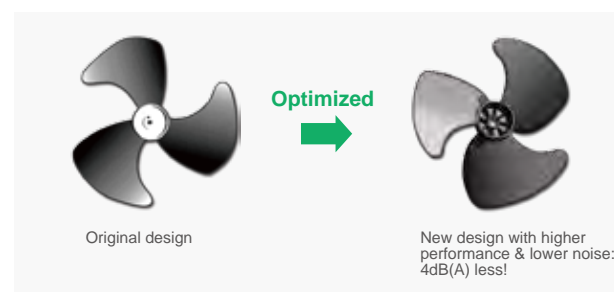 Optimized
Original design
New design with higher
performance & lower noise:
4dB(A) less!